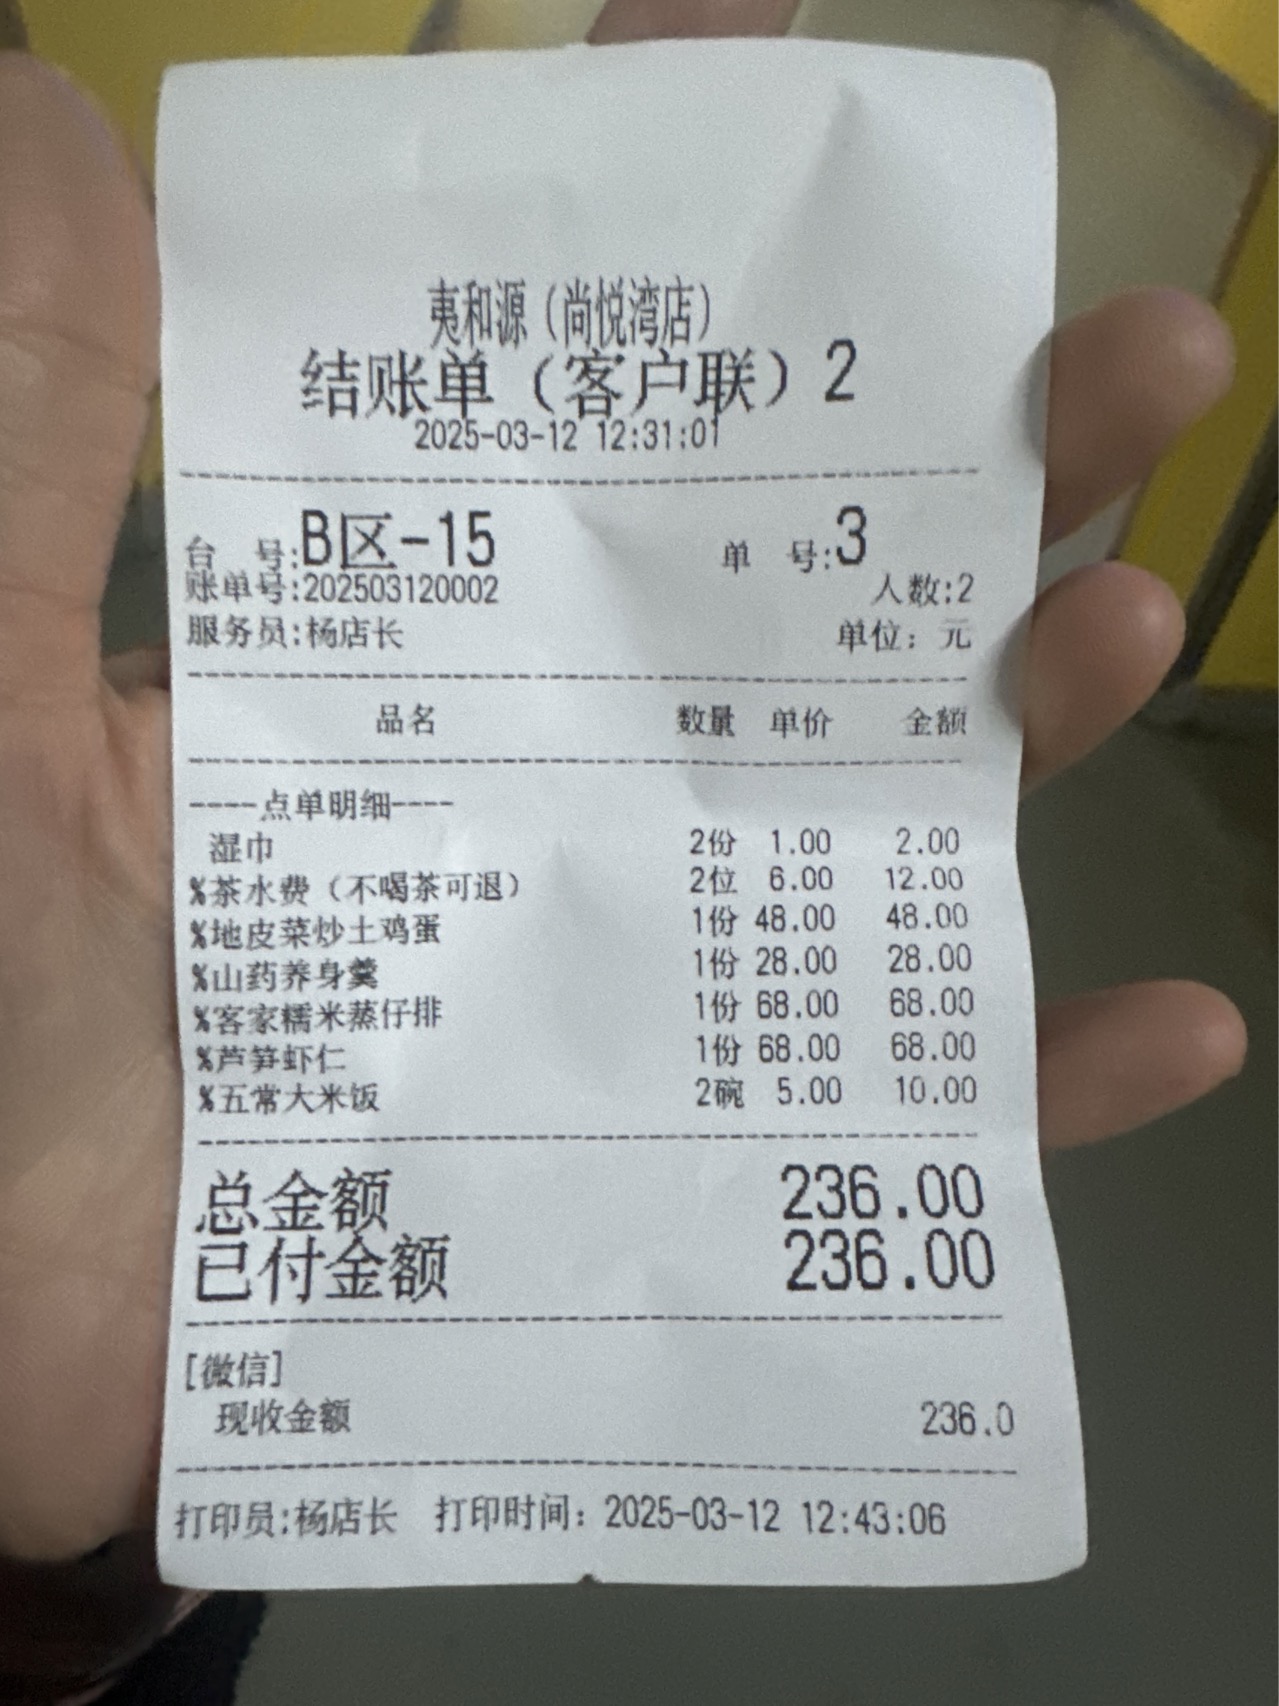 夷和源（尚悦湾店）
结账单（客户联）2
2025-03-12 12:31:01
台 号:B区-15 单 号:3
账单号:202503120002 人数:2
服务员:杨店长 单位：元
品名 数量 单价 金额
----点单明细----
湿巾 2份 1.00 2.00
%茶水费（不喝茶可退） 2位 6.00 12.00
%地皮菜炒土鸡蛋 1份 48.00 48.00
%山药养身羹 1份 28.00 28.00
%客家糯米蒸仔排 1份 68.00 68.00
%芦笋虾仁 1份 68.00 68.00
%五常大米饭 2碗 5.00 10.00
总金额 236.00
已付金额 236.00
[微信]
现收金额 236.0
打印员:杨店长 打印时间：2025-03-12 12:43:06